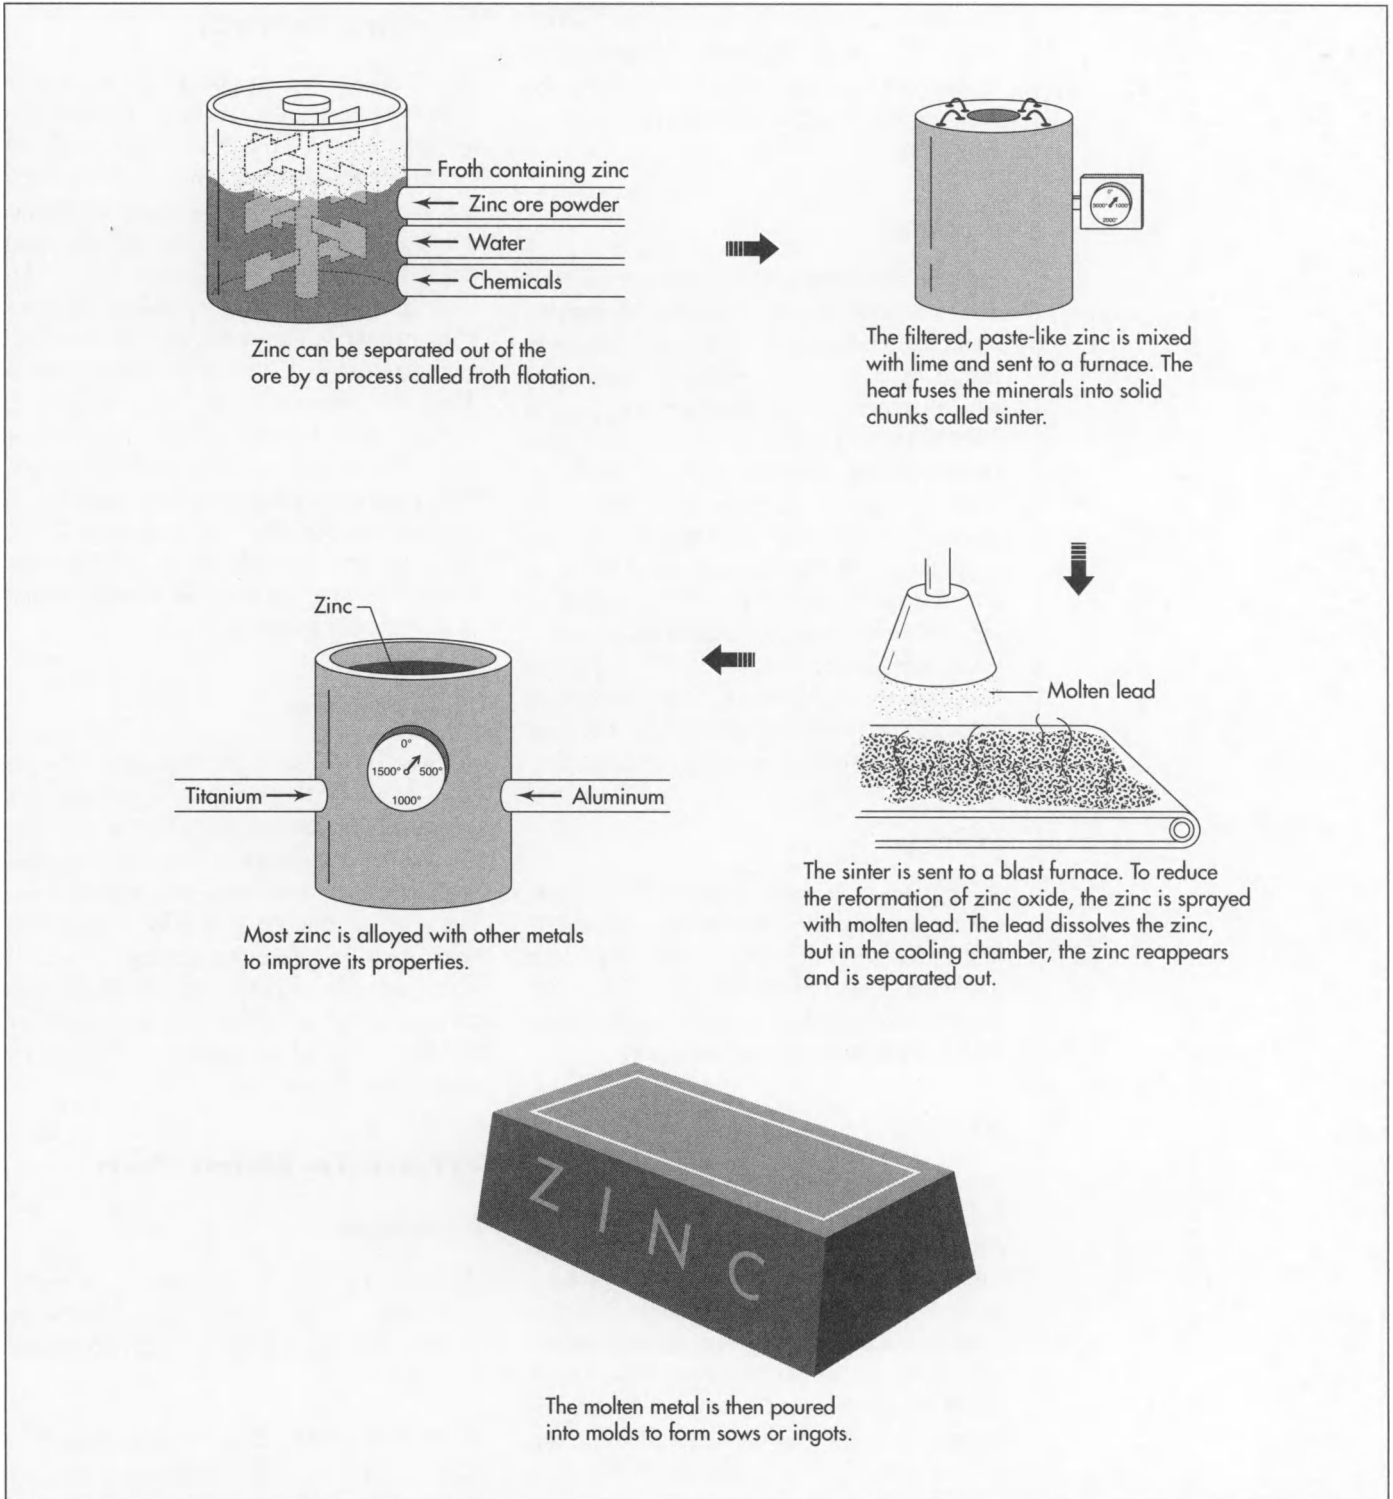 Froth containing zinc
Zinc ore powder
Water
Chemicals
Zinc can be separated out of the
ore by a process called froth flotation.
0°
3000° 1000°
2000°
The filtered, paste-like zinc is mixed
with lime and sent to a furnace. The
heat fuses the minerals into solid
chunks called sinter.
Molten lead
The sinter is sent to a blast furnace. To reduce
the reformation of zinc oxide, the zinc is sprayed
with molten lead. The lead dissolves the zinc,
but in the cooling chamber, the zinc reappears
and is separated out.
Zinc
0°
1500° 500°
1000°
Titanium
Aluminum
Most zinc is alloyed with other metals
to improve its properties.
ZINC
The molten metal is then poured
into molds to form sows or ingots.